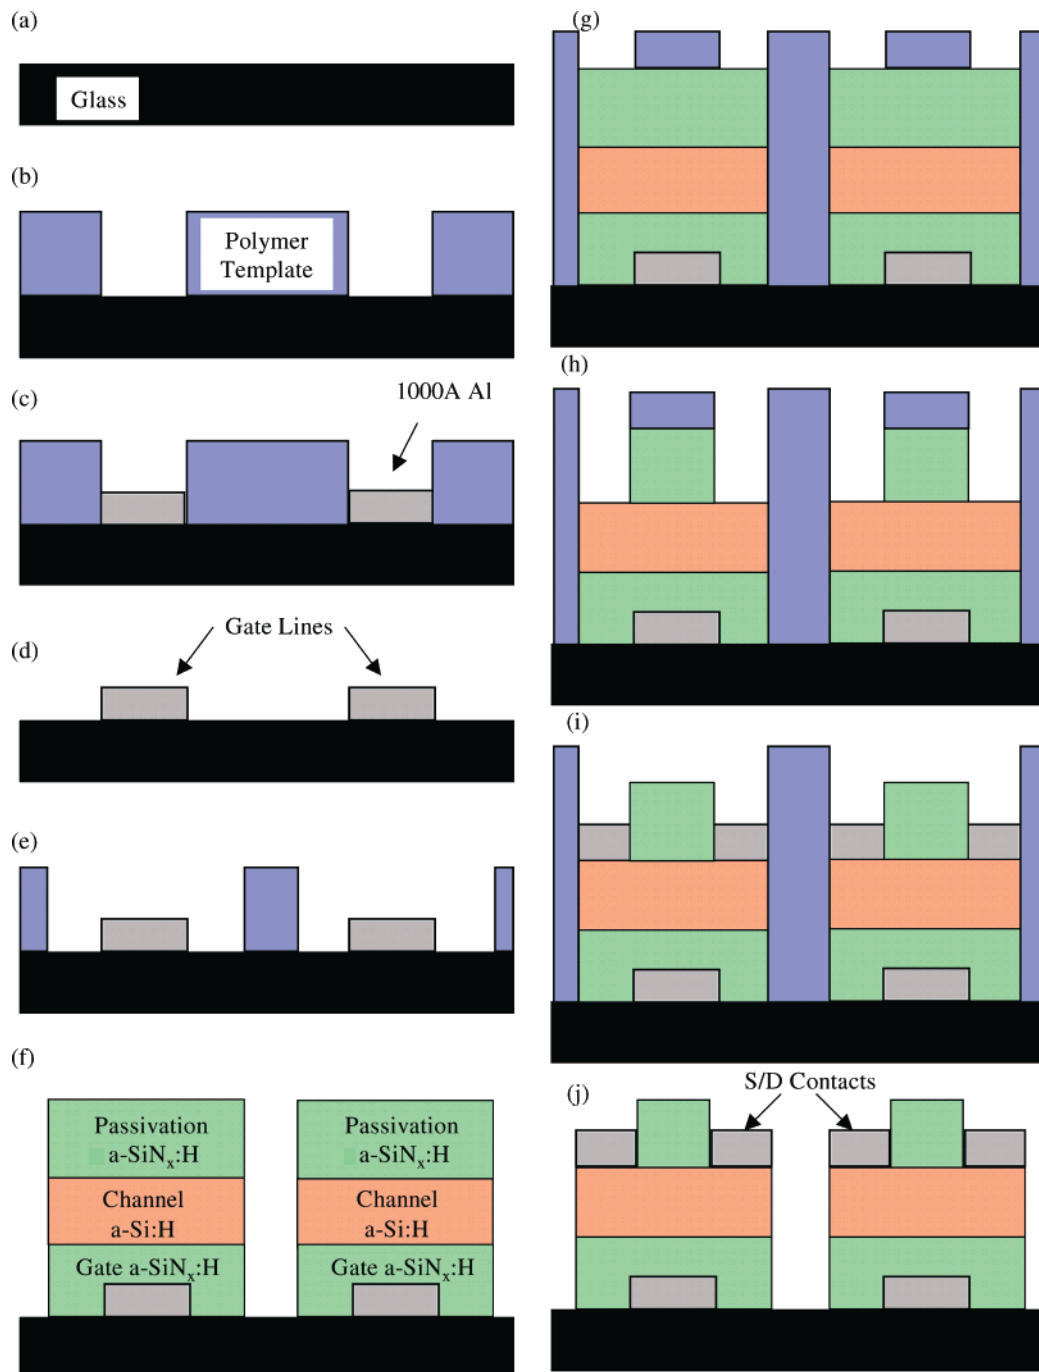 (a)
Glass
(b)
Polymer
Template
(c)
1000A Al
(d)
Gate Lines
(e)
(f)
Passivation
a-SiNₓ:H
Channel
a-Si:H
Gate a-SiNₓ:H
Passivation
a-SiNₓ:H
Channel
a-Si:H
Gate a-SiNₓ:H
(g)
(h)
(i)
(j)
S/D Contacts